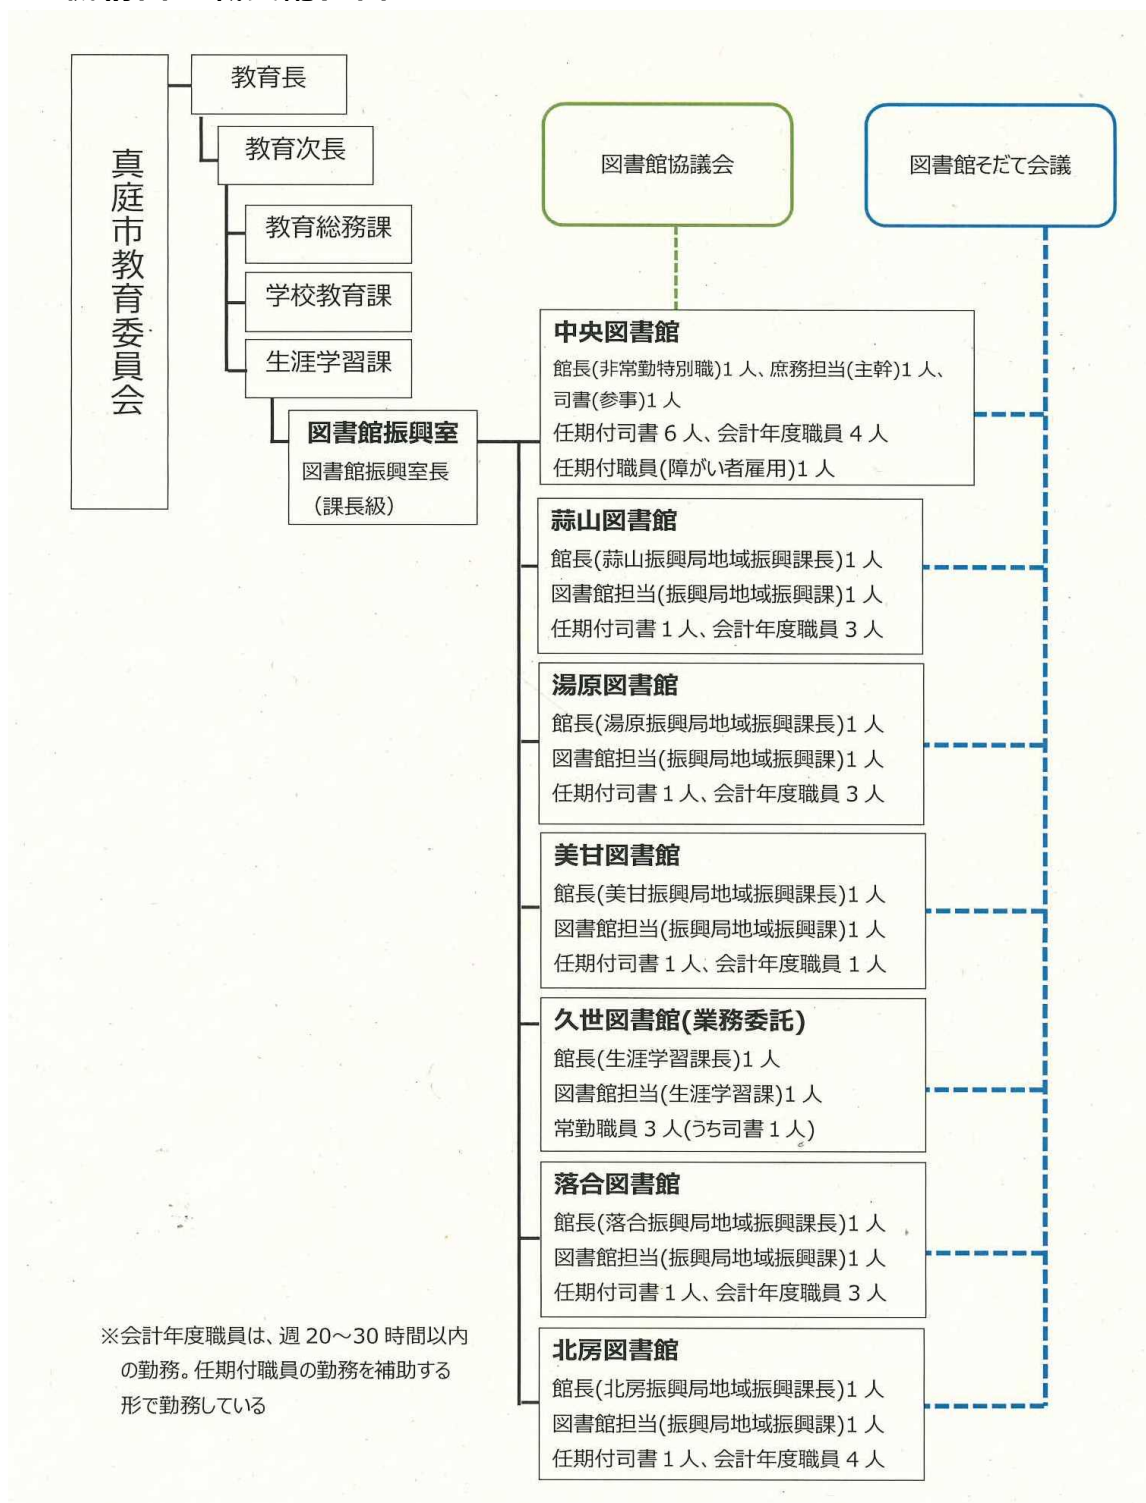 真庭市教育委員会
教育長
教育次長
教育総務課
学校教育課
生涯学習課
図書館振興室
図書館振興室長
（課長級）
図書館協議会
図書館そだて会議
中央図書館
館長(非常勤特別職)1 人、庶務担当(主幹)1 人、
司書(参事)1 人
任期付司書 6 人、会計年度職員 4 人
任期付職員(障がい者雇用)1 人
蒜山図書館
館長(蒜山振興局地域振興課長)1 人
図書館担当(振興局地域振興課)1 人
任期付司書 1 人、会計年度職員 3 人
湯原図書館
館長(湯原振興局地域振興課長)1 人
図書館担当(振興局地域振興課)1 人
任期付司書 1 人、会計年度職員 3 人
美甘図書館
館長(美甘振興局地域振興課長)1 人
図書館担当(振興局地域振興課)1 人
任期付司書 1 人、会計年度職員 1 人
久世図書館(業務委託)
館長(生涯学習課長)1 人
図書館担当(生涯学習課)1 人
常勤職員 3 人(うち司書 1 人)
落合図書館
館長(落合振興局地域振興課長)1 人
図書館担当(振興局地域振興課)1 人
任期付司書 1 人、会計年度職員 3 人
北房図書館
館長(北房振興局地域振興課長)1 人
図書館担当(振興局地域振興課)1 人
任期付司書 1 人、会計年度職員 4 人
※会計年度職員は、週 20～30 時間以内
の勤務。任期付職員の勤務を補助する
形で勤務している